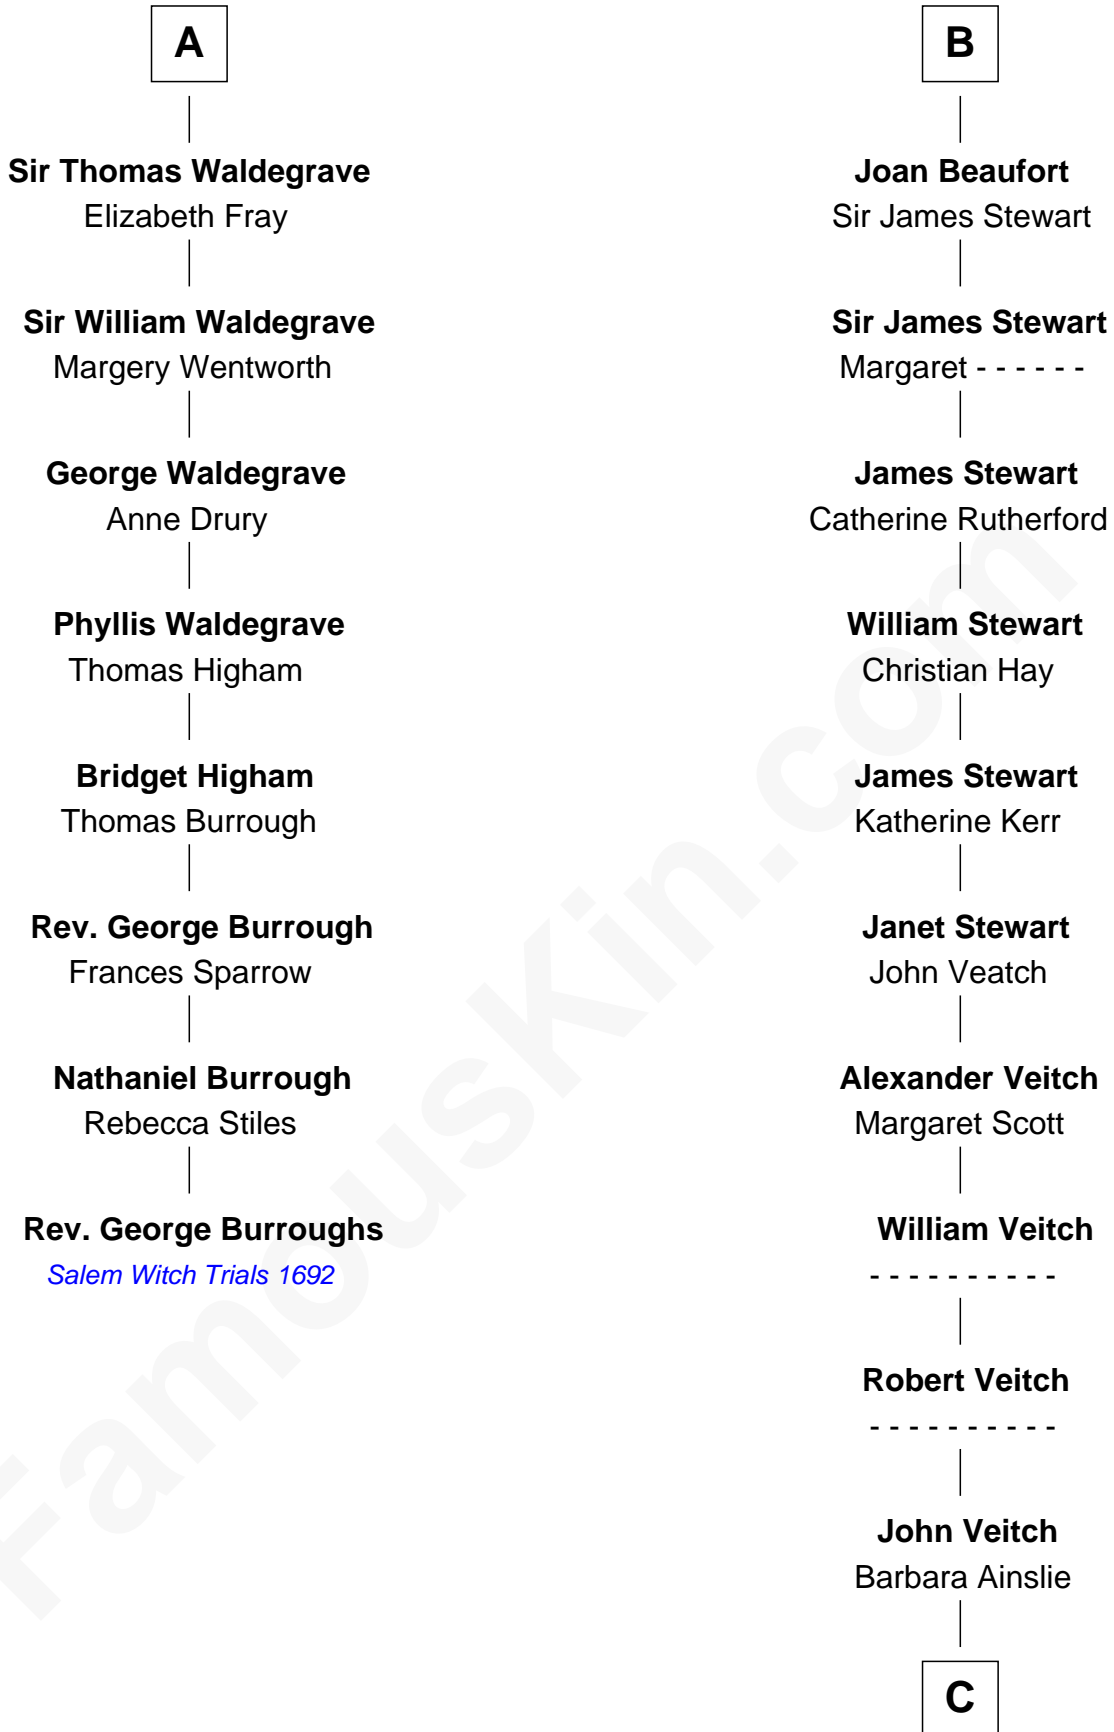 A
Sir Thomas Waldegrave
Elizabeth Fray
Sir William Waldegrave
Margery Wentworth
George Waldegrave
Anne Drury
Phyllis Waldegrave
Thomas Higham
Bridget Higham
Thomas Burrough
Rev. George Burrough
Frances Sparrow
Nathaniel Burrough
Rebecca Stiles
Rev. George Burroughs
Salem Witch Trials 1692
B
Joan Beaufort
Sir James Stewart
Sir James Stewart
Margaret - - - - - -
James Stewart
Catherine Rutherford
William Stewart
Christian Hay
James Stewart
Katherine Kerr
Janet Stewart
John Veatch
Alexander Veitch
Margaret Scott
William Veitch
- - - - - - - - - -
Robert Veitch
- - - - - - - - - -
John Veitch
Barbara Ainslie
C
FamousKin.com